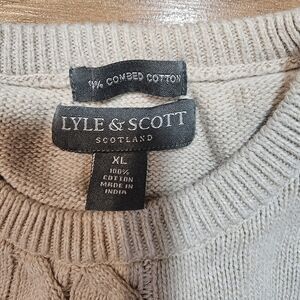 COMBED COTTON
LYLE & SCOTT
SCOTLAND
XL
100%
COTTON
MADE IN
INDIA